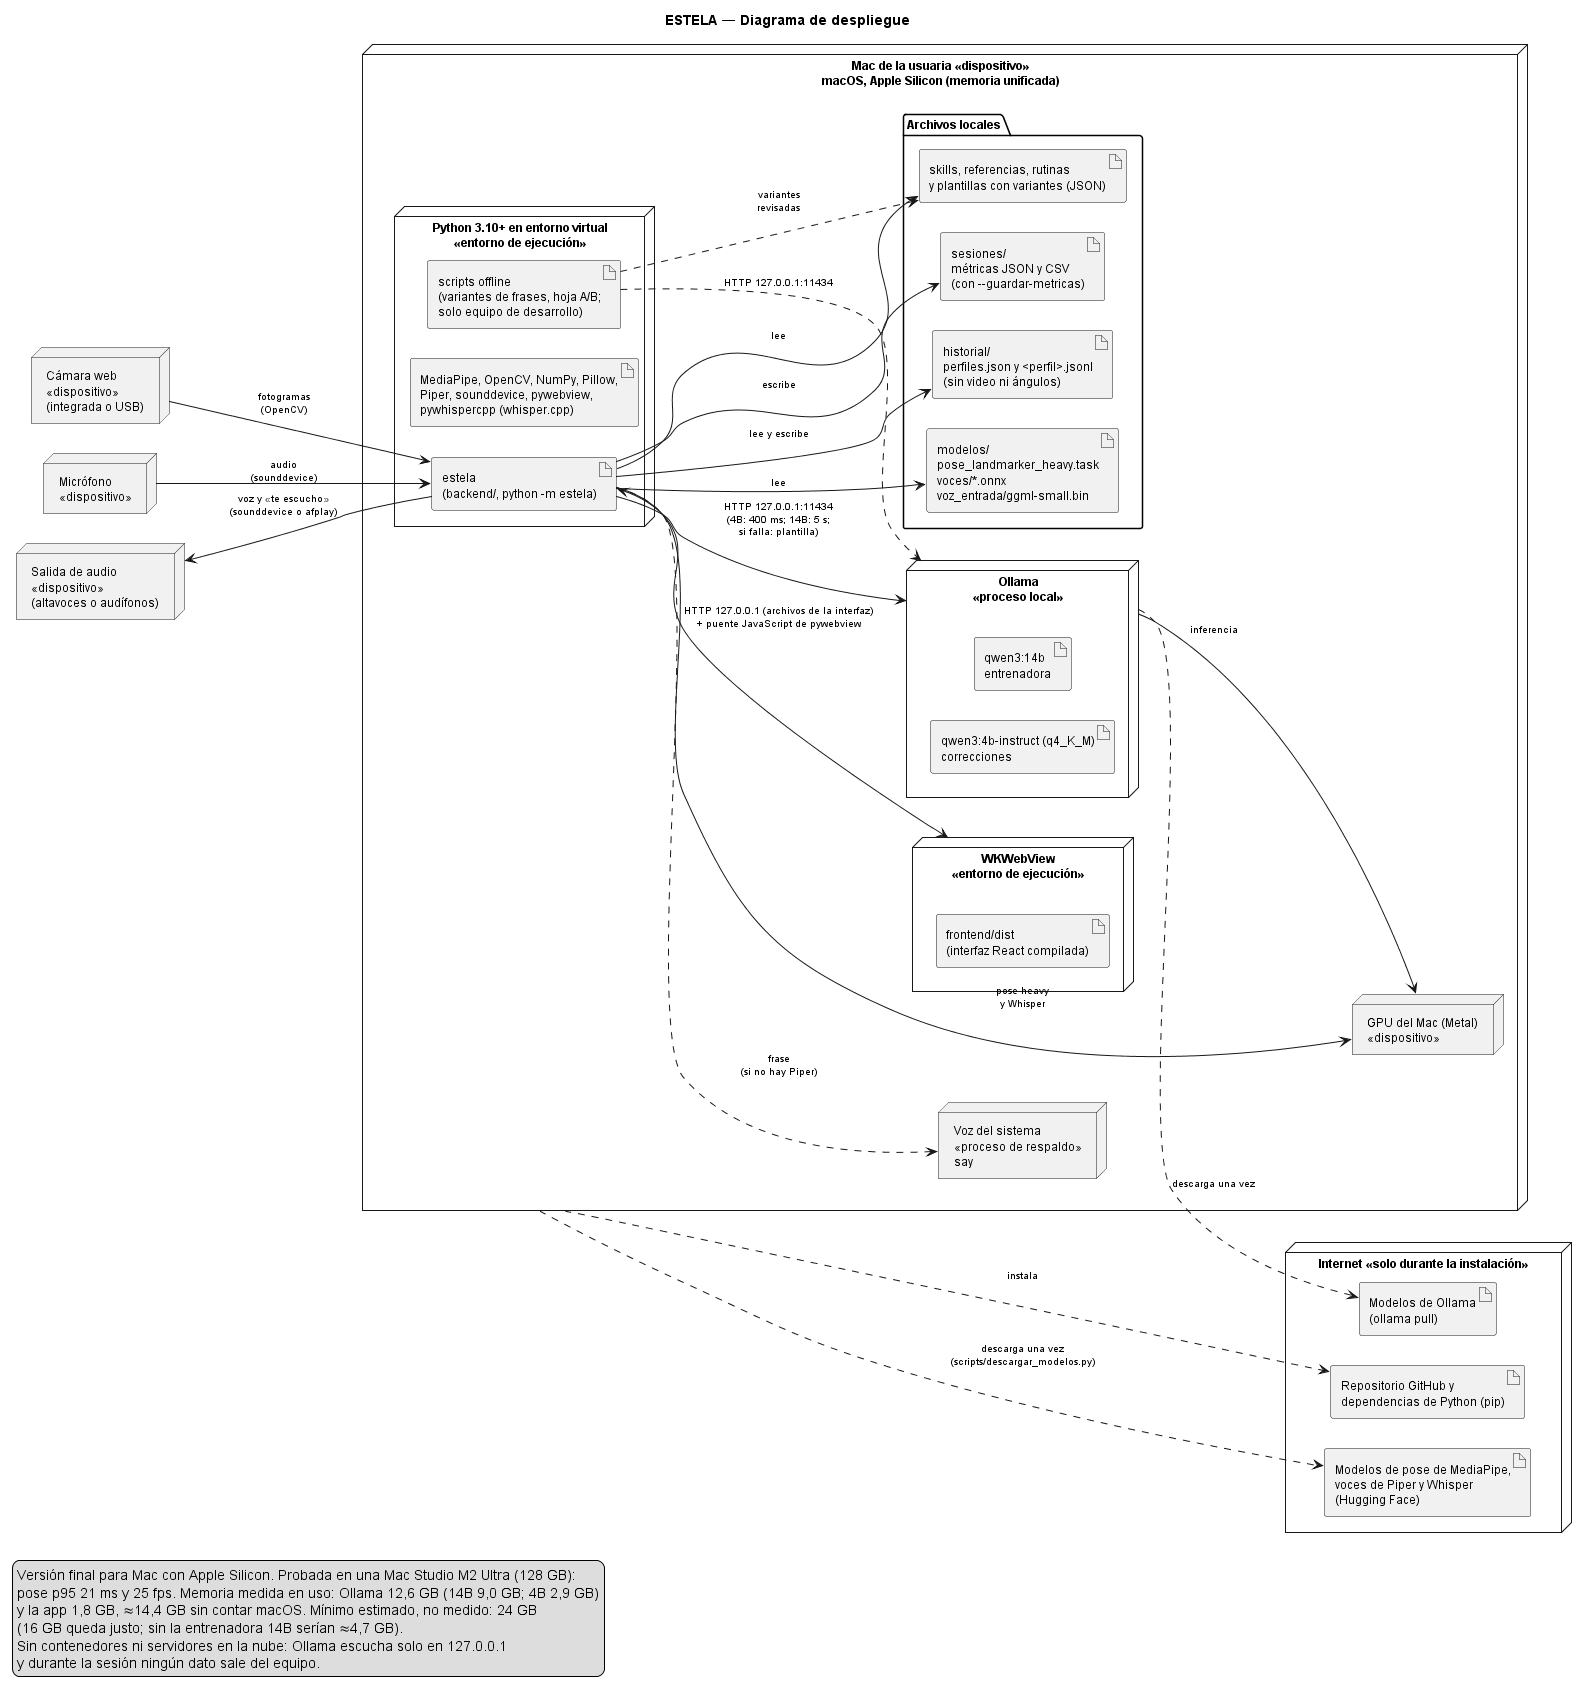 ESTELA — Diagrama de despliegue
Mac de la usuaria «dispositivo»
macOS, Apple Silicon (memoria unificada)
Archivos locales
skills, referencias, rutinas
y plantillas con variantes (JSON)
sesiones/
métricas JSON y CSV
(con --guardar-metricas)
historial/
perfiles.json y <perfil>.jsonl
(sin video ni ángulos)
modelos/
pose_landmarker_heavy.task
voces/*.onnx
voz_entrada/ggml-small.bin
Python 3.10+ en entorno virtual
«entorno de ejecución»
scripts offline
(variantes de frases, hoja A/B;
solo equipo de desarrollo)
MediaPipe, OpenCV, NumPy, Pillow,
Piper, sounddevice, pywebview,
pywhispercpp (whisper.cpp)
estela
(backend/, python -m estela)
Cámara web
«dispositivo»
(integrada o USB)
Micrófono
«dispositivo»
Salida de audio
«dispositivo»
(altavoces o audífonos)
fotogramas
(OpenCV)
audio
(sounddevice)
voz y «te escucho»
(sounddevice o afplay)
variantes
revisadas
HTTP 127.0.0.1:11434
lee
escribe
lee y escribe
lee
HTTP 127.0.0.1:11434
(4B: 400 ms; 14B: 5 s;
si falla: plantilla)
HTTP 127.0.0.1 (archivos de la interfaz)
+ puente JavaScript de pywebview
Ollama
«proceso local»
qwen3:14b
entrenadora
qwen3:4b-instruct (q4_K_M)
correcciones
inferencia
WKWebView
«entorno de ejecución»
frontend/dist
(interfaz React compilada)
pose heavy
y Whisper
GPU del Mac (Metal)
«dispositivo»
frase
(si no hay Piper)
Voz del sistema
«proceso de respaldo»
say
descarga una vez
Internet «solo durante la instalación»
Modelos de Ollama
(ollama pull)
instala
Repositorio GitHub y
dependencias de Python (pip)
descarga una vez
(scripts/descargar_modelos.py)
Modelos de pose de MediaPipe,
voces de Piper y Whisper
(Hugging Face)
Versión final para Mac con Apple Silicon. Probada en una Mac Studio M2 Ultra (128 GB):
pose p95 21 ms y 25 fps. Memoria medida en uso: Ollama 12,6 GB (14B 9,0 GB; 4B 2,9 GB)
y la app 1,8 GB, ≈14,4 GB sin contar macOS. Mínimo estimado, no medido: 24 GB
(16 GB queda justo; sin la entrenadora 14B serían ≈4,7 GB).
Sin contenedores ni servidores en la nube: Ollama escucha solo en 127.0.0.1
y durante la sesión ningún dato sale del equipo.